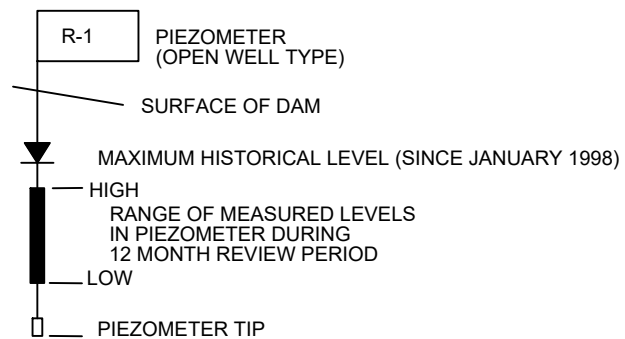 R-1
PIEZOMETER
(OPEN WELL TYPE)
SURFACE OF DAM
MAXIMUM HISTORICAL LEVEL (SINCE JANUARY 1998)
HIGH
RANGE OF MEASURED LEVELS
IN PIEZOMETER DURING
12 MONTH REVIEW PERIOD
LOW
PIEZOMETER TIP